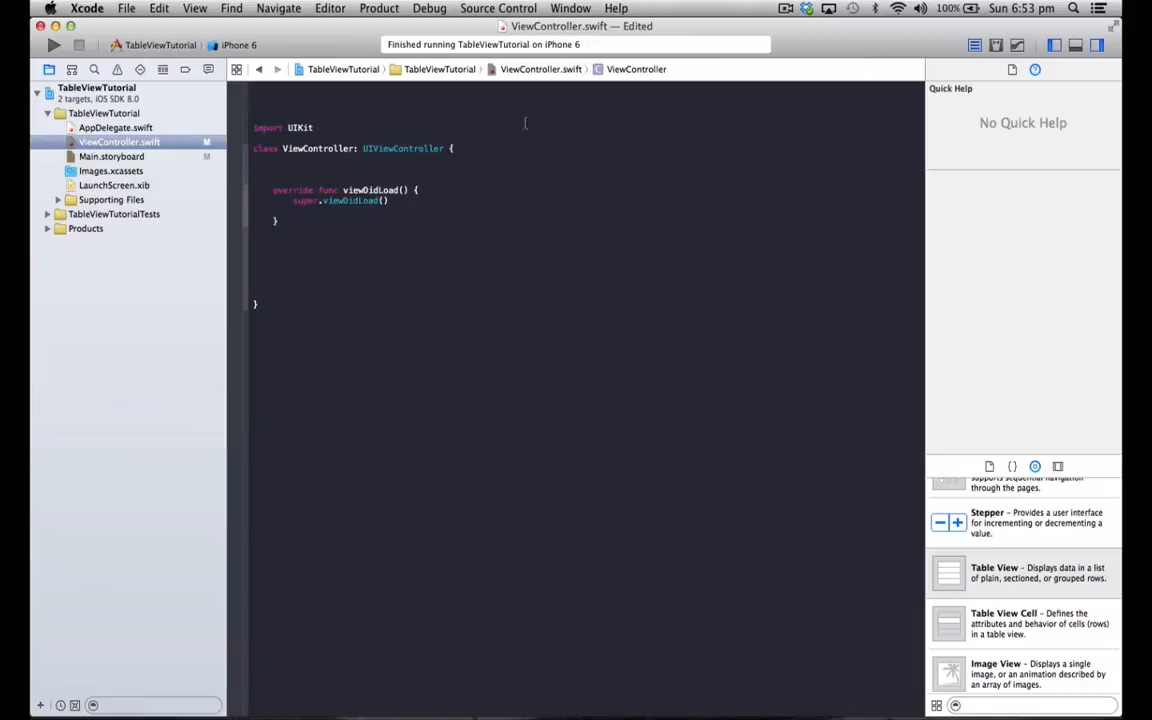 Xcode File Edit View Find Navigate Editor Product Debug Source Control Window Help 100% Sun 6:53 pm
ViewController.swift — Edited
TableViewTutorial iPhone 6
Finished running TableViewTutorial on iPhone 6
TableViewTutorial TableViewTutorial ViewController.swift ViewController
TableViewTutorial
2 targets, iOS SDK 8.0
TableViewTutorial
AppDelegate.swift
ViewController.swift M
Main.storyboard M
Images.xcassets
LaunchScreen.xib
Supporting Files
TableViewTutorialTests
Products
import UIKit
class ViewController: UIViewController {
override func viewDidLoad() {
super.viewDidLoad()
}
}
Quick Help
No Quick Help
supports sequential navigation
through the pages.
Stepper – Provides a user interface
for incrementing or decrementing a
value.
Table View – Displays data in a list
of plain, sectioned, or grouped rows.
Table View Cell – Defines the
attributes and behavior of cells (rows)
in a table view.
Image View – Displays a single
image, or an animation described by
an array of images.